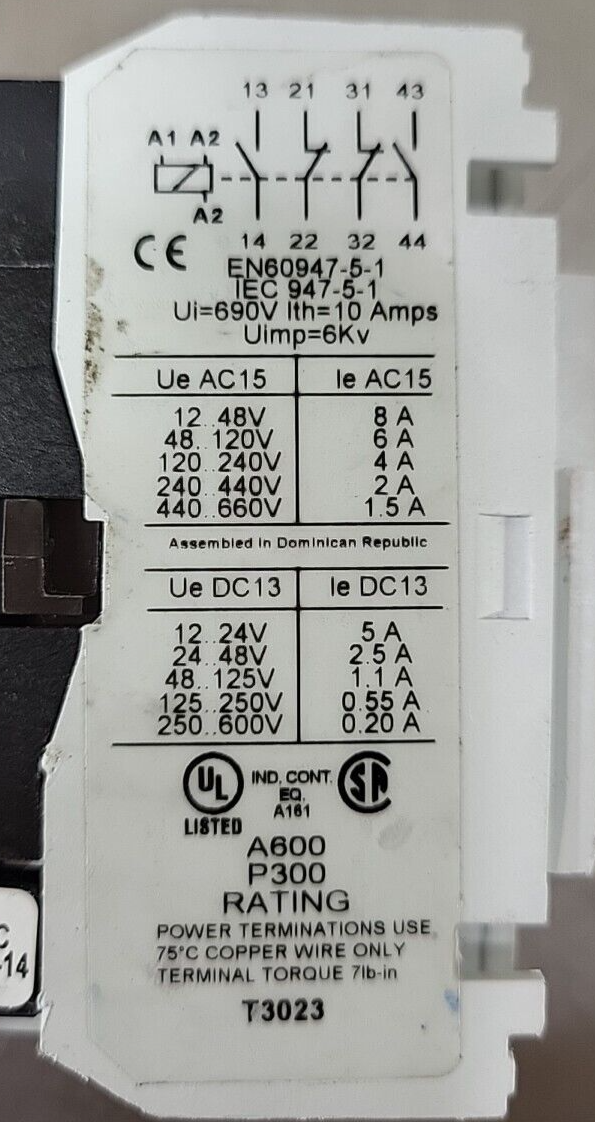 13 21 31 43
A1 A2
A2
14 22 32 44
CE
EN60947-5-1
IEC 947-5-1
Ui=690V Ith=10 Amps
Uimp=6Kv
Ue AC15 Ie AC15
12..48V 8 A
48..120V 6 A
120..240V 4 A
240..440V 2 A
440..660V 1.5 A
Assembled in Dominican Republic
Ue DC13 Ie DC13
12..24V 5 A
24..48V 2.5 A
48..125V 1.1 A
125..250V 0.55 A
250..600V 0.20 A
UL IND. CONT. SA
EQ.
A161
LISTED
A600
P300
RATING
POWER TERMINATIONS USE
75°C COPPER WIRE ONLY
TERMINAL TORQUE 7lb-in
T3023
C
-14